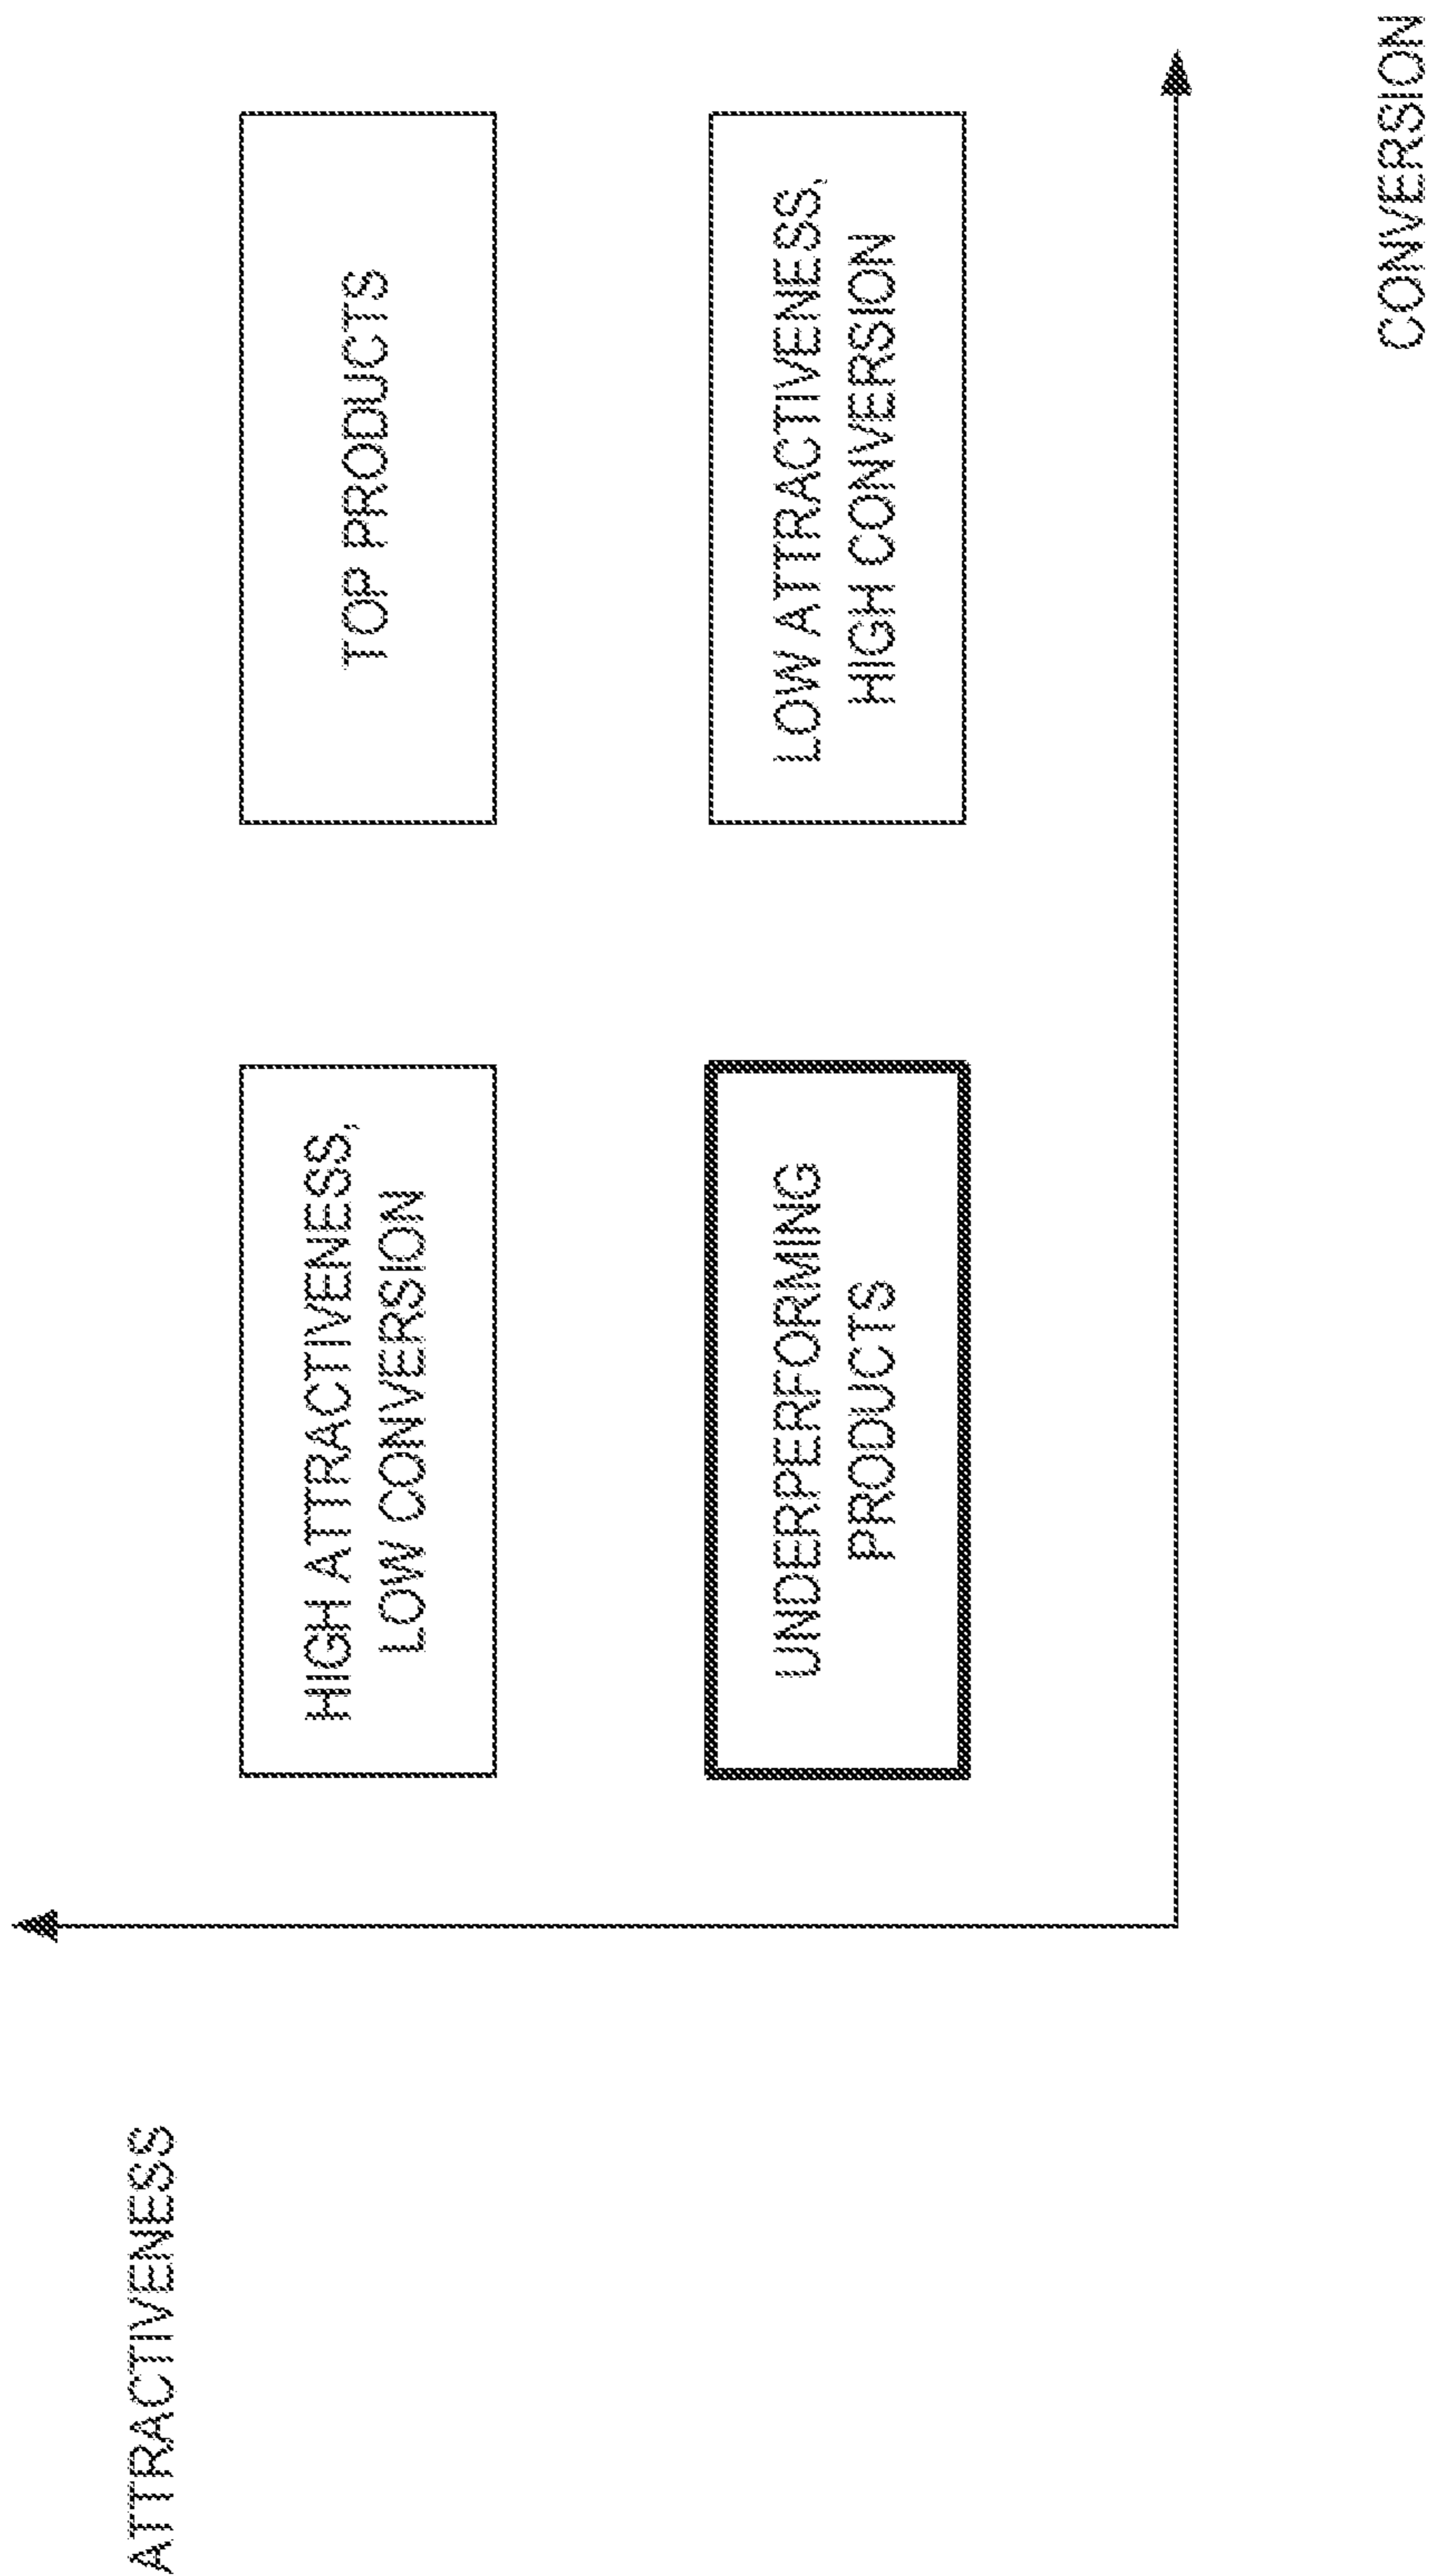 ATTRACTIVENESS
HIGH ATTRACTIVENESS,
LOW CONVERSION
TOP PRODUCTS
UNDERPERFORMING
PRODUCTS
LOW ATTRACTIVENESS,
HIGH CONVERSION
CONVERSION